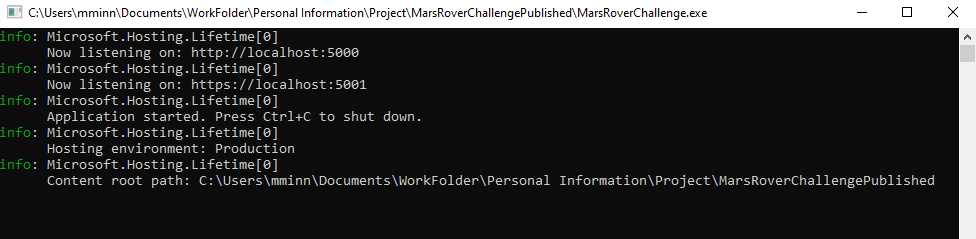 C:\Users\mminn\Documents\WorkFolder\Personal Information\Project\MarsRoverChallengePublished\MarsRoverChallenge.exe
info: Microsoft.Hosting.Lifetime[0]
Now listening on: http://localhost:5000
info: Microsoft.Hosting.Lifetime[0]
Now listening on: https://localhost:5001
info: Microsoft.Hosting.Lifetime[0]
Application started. Press Ctrl+C to shut down.
info: Microsoft.Hosting.Lifetime[0]
Hosting environment: Production
info: Microsoft.Hosting.Lifetime[0]
Content root path: C:\Users\mminn\Documents\WorkFolder\Personal Information\Project\MarsRoverChallengePublished